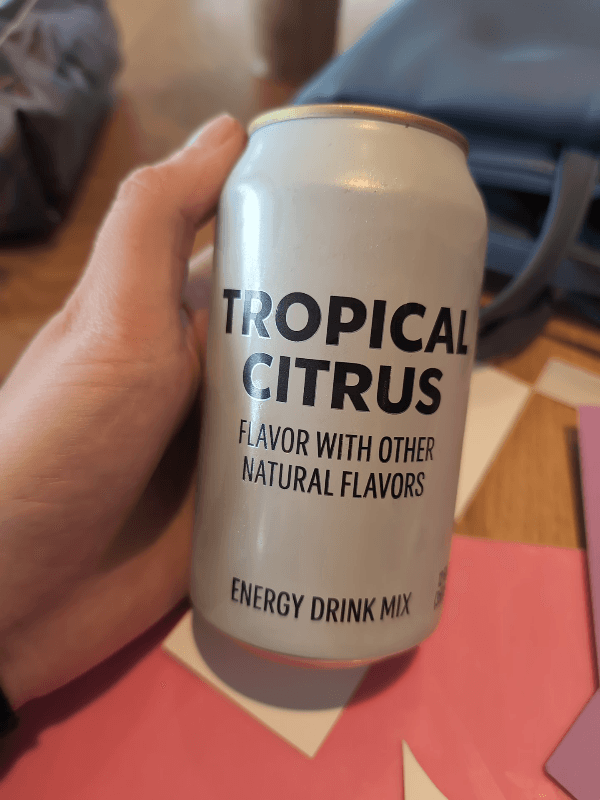 TROPICAL
CITRUS
FLAVOR WITH OTHER
NATURAL FLAVORS
ENERGY DRINK MIX